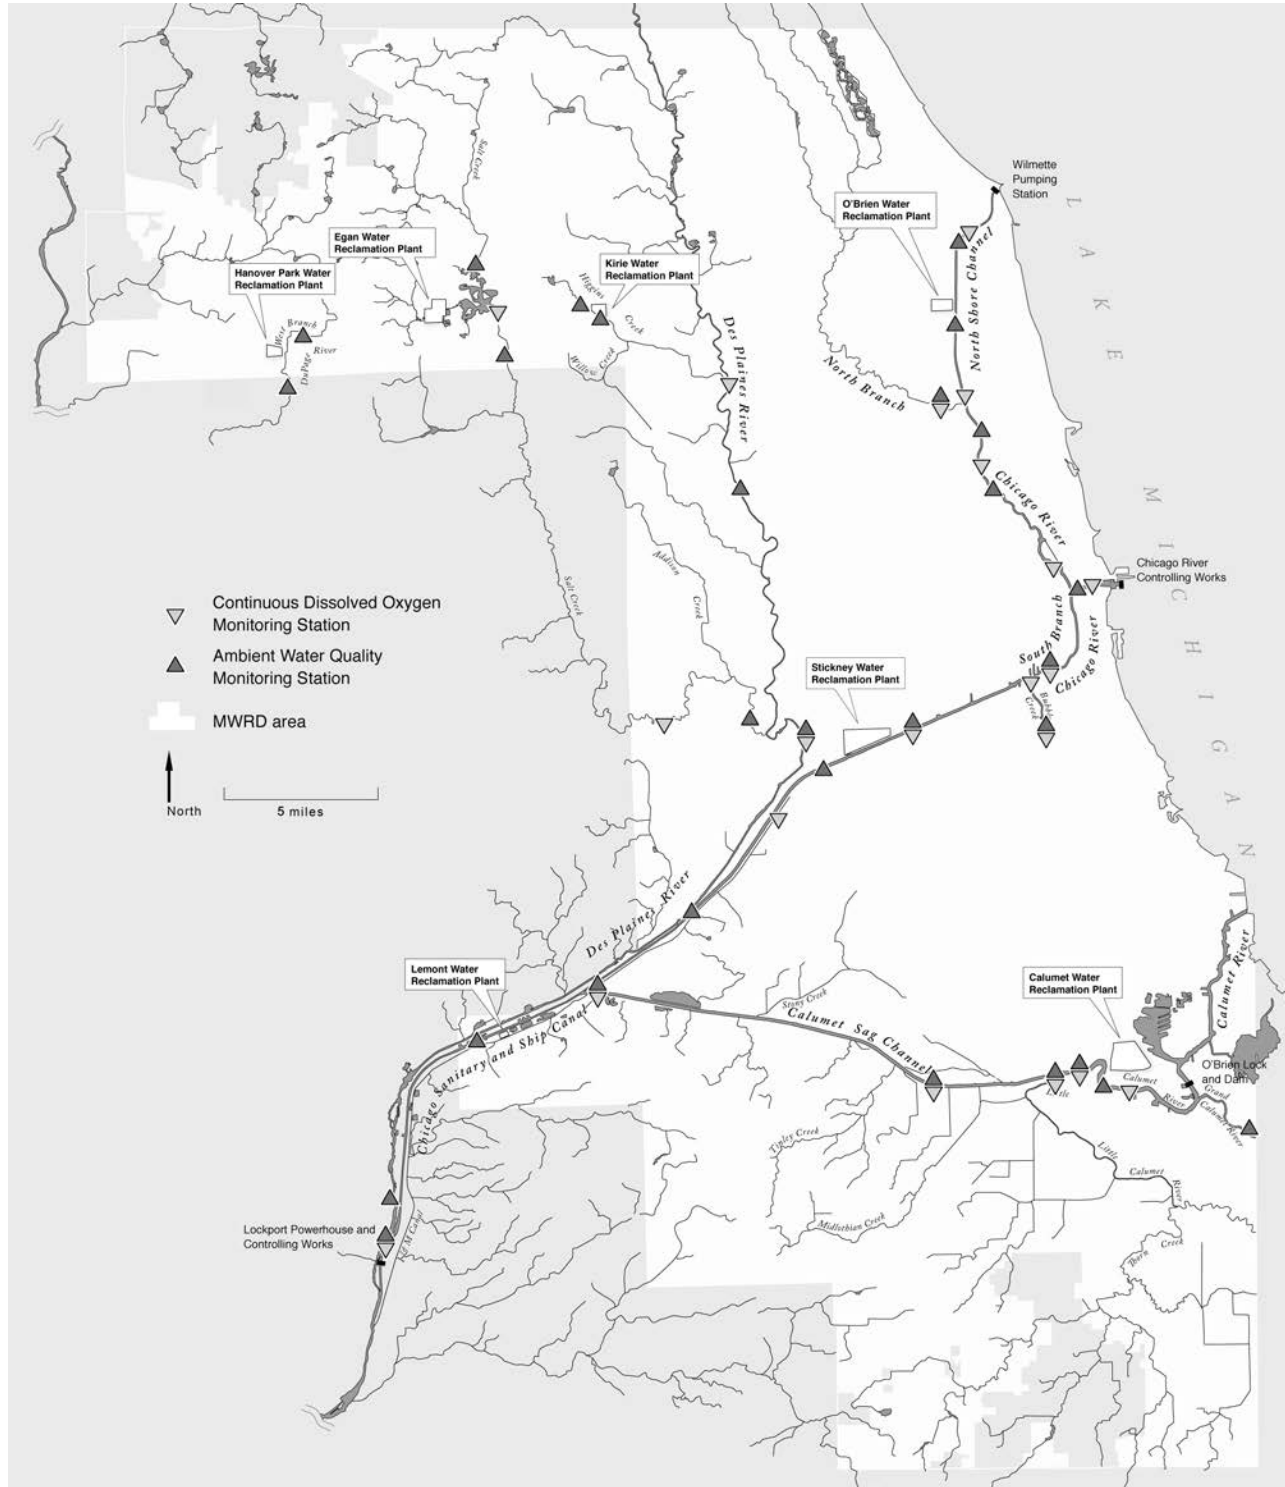 Wilmette
Pumping
Station
O'Brien Water
Reclamation Plant
North Shore Channel
LAKE
MICHIGAN
Egan Water
Reclamation Plant
Hanover Park Water
Reclamation Plant
Kirie Water
Reclamation Plant
Salt Creek
Higgins
Creek
Willow Creek
West Branch
DuPage
River
Des Plaines River
North Branch
Chicago River
Chicago River
Controlling Works
Addison
Creek
Salt Creek
Continuous Dissolved Oxygen
Monitoring Station
Ambient Water Quality
Monitoring Station
MWRD area
North
5 miles
South Branch
Chicago River
Bubbly
Creek
Stickney Water
Reclamation Plant
Des Plaines River
Lemont Water
Reclamation Plant
Chicago Sanitary and Ship Canal
Stony Creek
Calumet Sag Channel
Calumet Water
Reclamation Plant
Calumet River
O'Brien Lock
and Dam
Grand
Calumet River
Little
Calumet
River
Little
Calumet
River
Tinley Creek
Midlothian Creek
Thorn
Creek
I & M Canal
Lockport Powerhouse and
Controlling Works